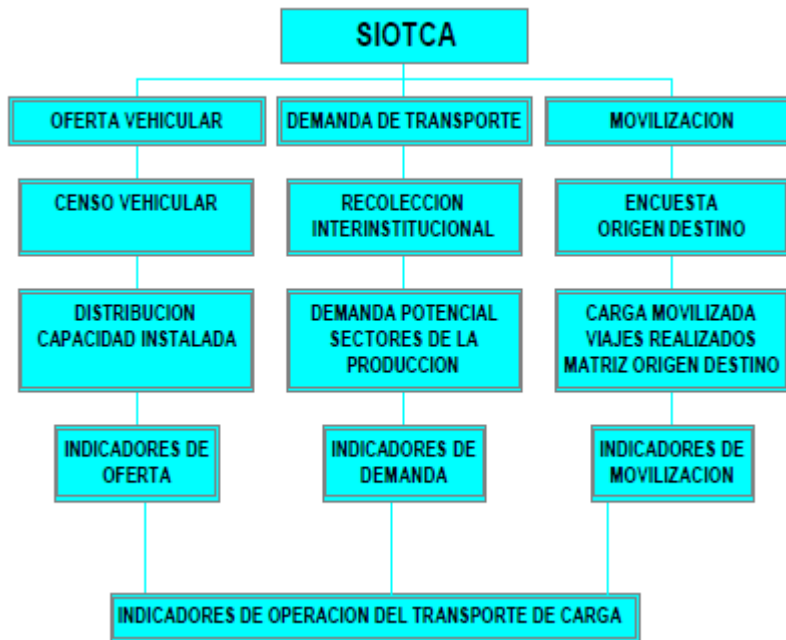 SIOTCA
OFERTA VEHICULAR
DEMANDA DE TRANSPORTE
MOVILIZACION
CENSO VEHICULAR
RECOLECCION
INTERINSTITUCIONAL
ENCUESTA
ORIGEN DESTINO
DISTRIBUCION
CAPACIDAD INSTALADA
DEMANDA POTENCIAL
SECTORES DE LA
PRODUCCION
CARGA MOVILIZADA
VIAJES REALIZADOS
MATRIZ ORIGEN DESTINO
INDICADORES DE
OFERTA
INDICADORES DE
DEMANDA
INDICADORES DE
MOVILIZACION
INDICADORES DE OPERACION DEL TRANSPORTE DE CARGA